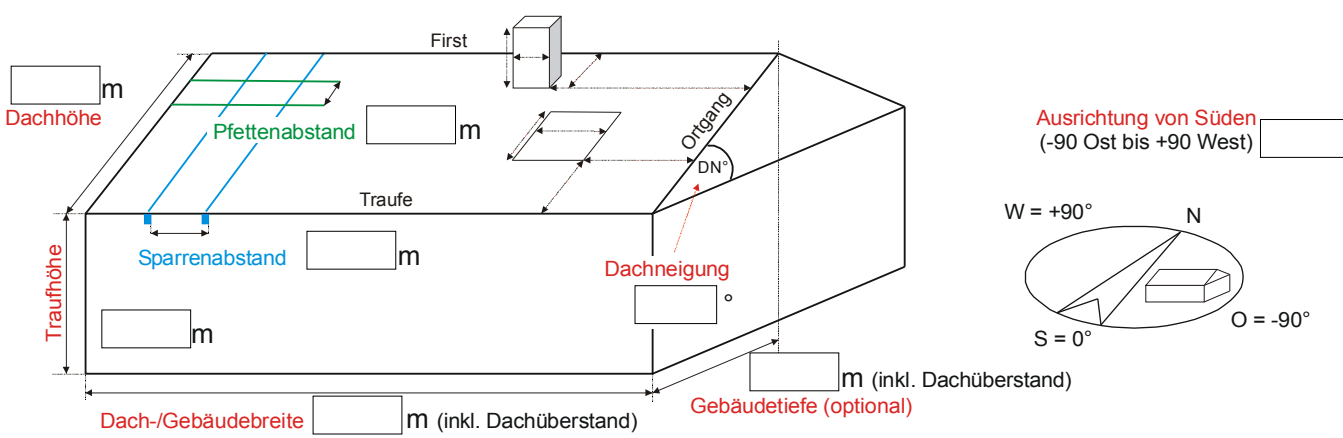 First
m
Dachhöhe
Pfettenabstand
m
Ortgang
DN°
Ausrichtung von Süden
(-90 Ost bis +90 West)
Traufe
W = +90°
N
Sparrenabstand
m
Dachneigung
°
Traufhöhe
m
O = -90°
S = 0°
m (inkl. Dachüberstand)
Gebäudetiefe (optional)
Dach-/Gebäudebreite
m (inkl. Dachüberstand)